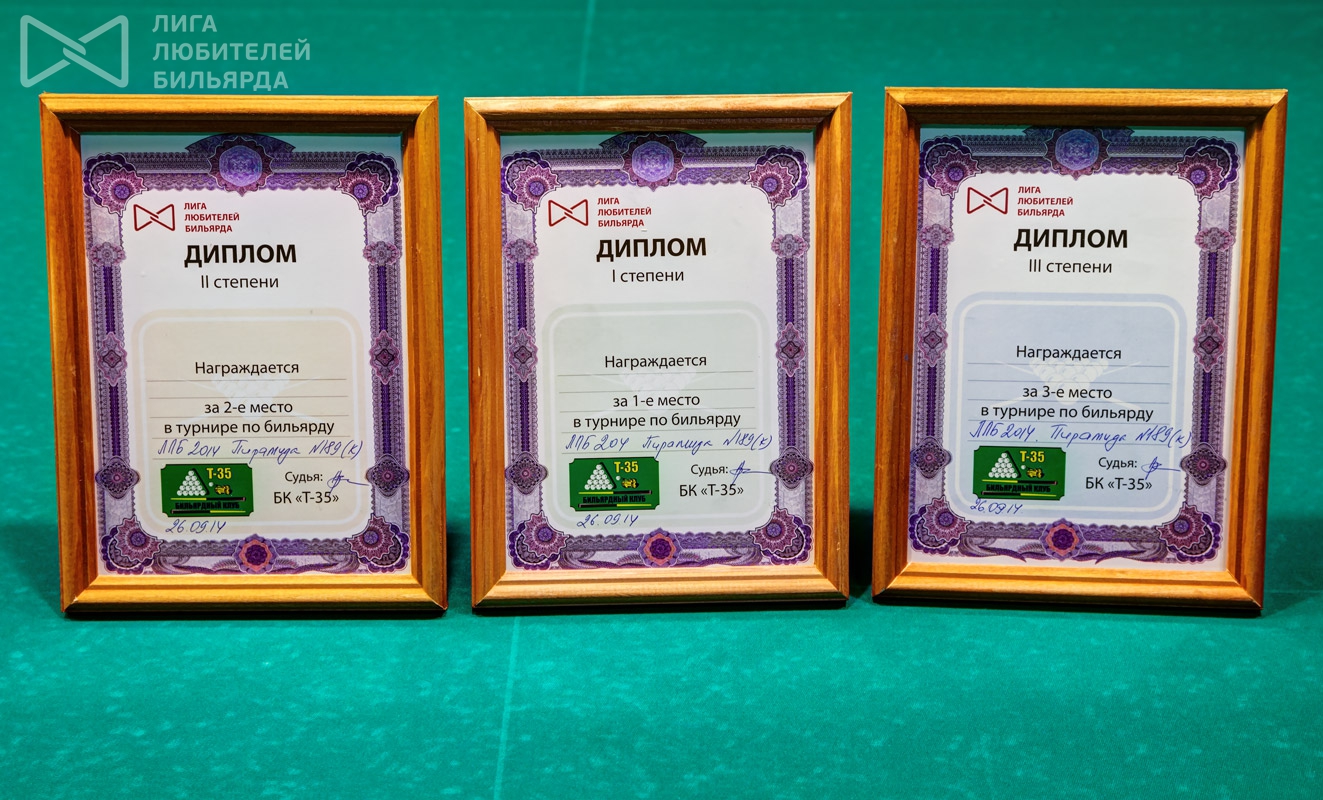 ЛИГА
ЛЮБИТЕЛЕЙ
БИЛЬЯРДА
ЛИГА
ЛЮБИТЕЛЕЙ
БИЛЬЯРДА
ДИПЛОМ
II степени
Награждается
за 2-е место
в турнире по бильярду
ЛЛБ 2014 Пирамида №189(к)
Т-35
БИЛЬЯРДНЫЙ КЛУБ
Судья:
БК «Т-35»
26.09.14
ЛИГА
ЛЮБИТЕЛЕЙ
БИЛЬЯРДА
ДИПЛОМ
I степени
Награждается
за 1-е место
в турнире по бильярду
ЛЛБ 2014 Пирамида №189(к)
Т-35
БИЛЬЯРДНЫЙ КЛУБ
Судья:
БК «Т-35»
26.09.14
ЛИГА
ЛЮБИТЕЛЕЙ
БИЛЬЯРДА
ДИПЛОМ
III степени
Награждается
за 3-е место
в турнире по бильярду
ЛЛБ 2014. Пирамида №189(к)
Т-35
БИЛЬЯРДНЫЙ КЛУБ
Судья:
БК «Т-35»
26.09.14